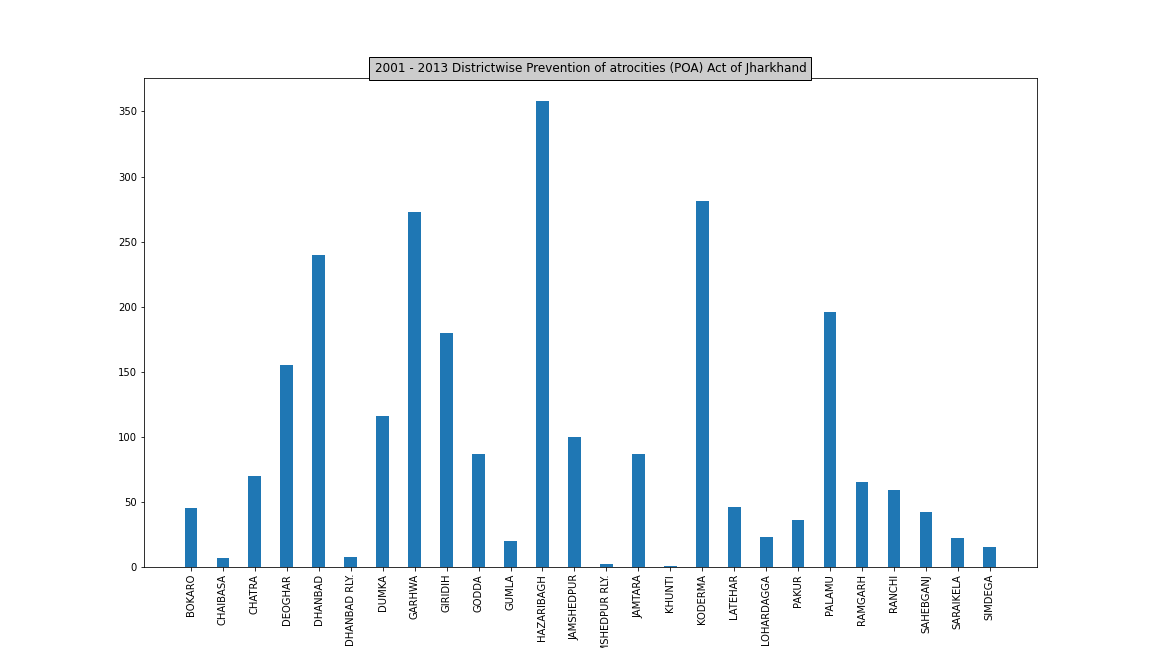 2001 - 2013 Districtwise Prevention of atrocities (POA) Act of Jharkhand
350
300
250
200
150
100
50
0
BOKARO
CHAIBASA
CHATRA
DEOGHAR
DHANBAD
DHANBAD RLY.
DUMKA
GARHWA
GIRIDIH
GODDA
GUMLA
HAZARIBAGH
JAMSHEDPUR
MSHEDPUR RLY.
JAMTARA
KHUNTI
KODERMA
LATEHAR
LOHARDAGGA
PAKUR
PALAMU
RAMGARH
RANCHI
SAHEBGANJ
SARAIKELA
SIMDEGA